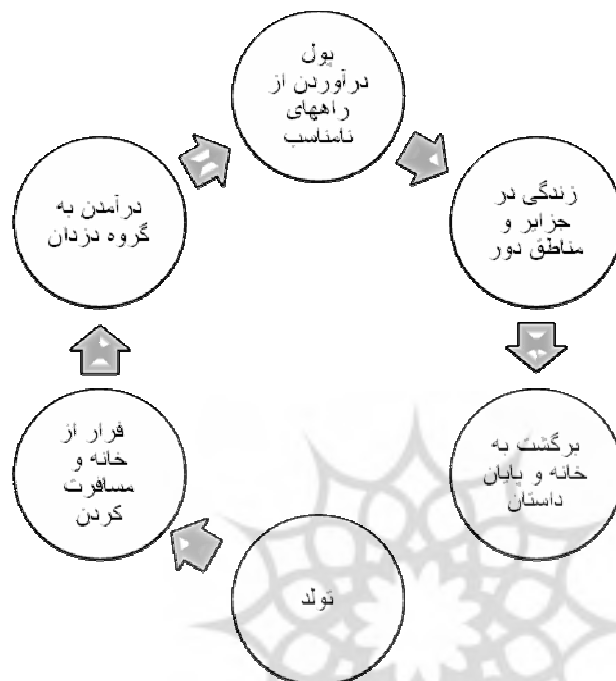 پول
درآوردن از
راههای
نامناسب
زندگی در
جزایر و
مناطق دور
برگشت به
خانه و پایان
داستان
تولد
فرار از
خانه و
مسافرت
کردن
درآمدن به
گروه دزدان